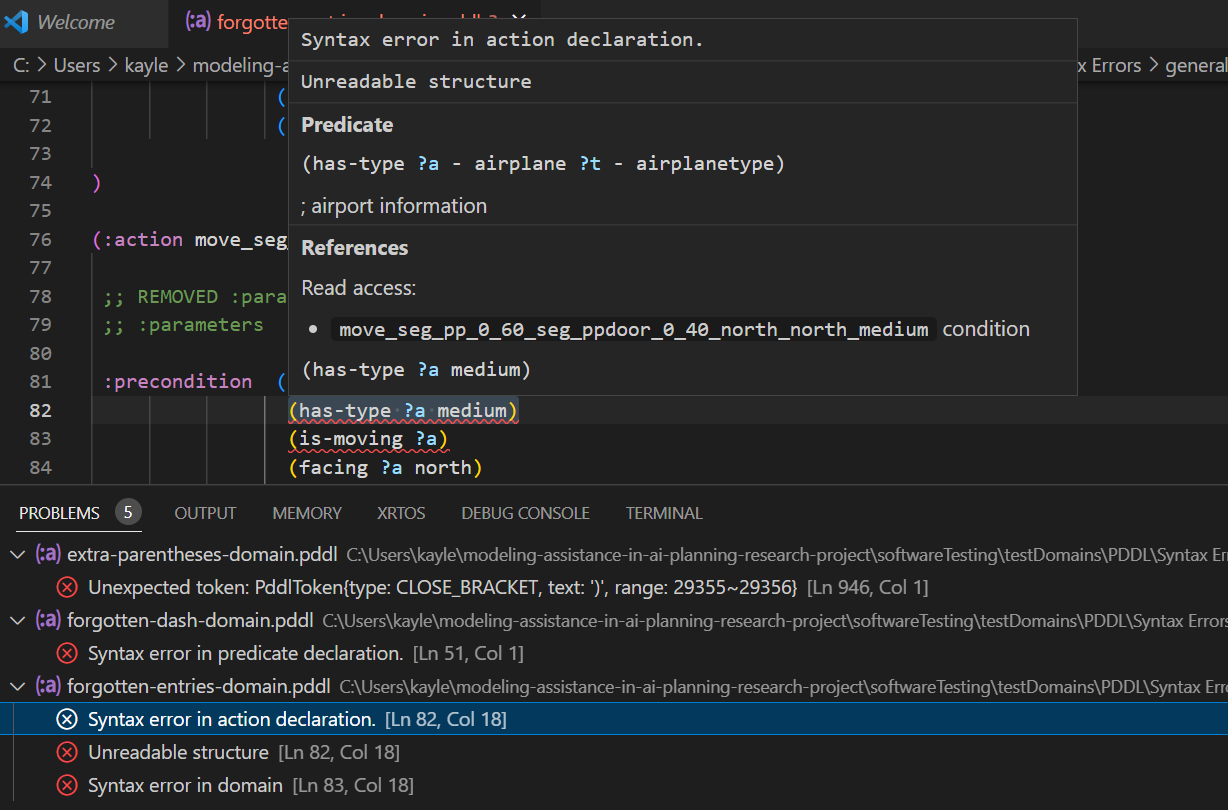 Welcome
(:a) forgotte
C: > Users > kayle > modeling-a
x Errors > general
Syntax error in action declaration.
Unreadable structure
Predicate
(has-type ?a - airplane ?t - airplanetype)
; airport information
References
Read access:
• move_seg_pp_0_60_seg_ppdoor_0_40_north_north_medium condition
(has-type ?a medium)
71 (
72 (
73
74 )
75
76 (:action move_seg_
77
78 ;; REMOVED :para
79 ;; :parameters
80
81 :precondition (
82 (has-type ?a medium)
83 (is-moving ?a)
84 (facing ?a north)
PROBLEMS 5 OUTPUT MEMORY XRTOS DEBUG CONSOLE TERMINAL
(:a) extra-parentheses-domain.pddl C:\Users\kayle\modeling-assistance-in-ai-planning-research-project\softwareTesting\testDomains\PDDL\Syntax Er
Unexpected token: PddlToken{type: CLOSE_BRACKET, text: ')', range: 29355~29356} [Ln 946, Col 1]
(:a) forgotten-dash-domain.pddl C:\Users\kayle\modeling-assistance-in-ai-planning-research-project\softwareTesting\testDomains\PDDL\Syntax Errors
Syntax error in predicate declaration. [Ln 51, Col 1]
(:a) forgotten-entries-domain.pddl C:\Users\kayle\modeling-assistance-in-ai-planning-research-project\softwareTesting\testDomains\PDDL\Syntax Erro
Syntax error in action declaration. [Ln 82, Col 18]
Unreadable structure [Ln 82, Col 18]
Syntax error in domain [Ln 83, Col 18]